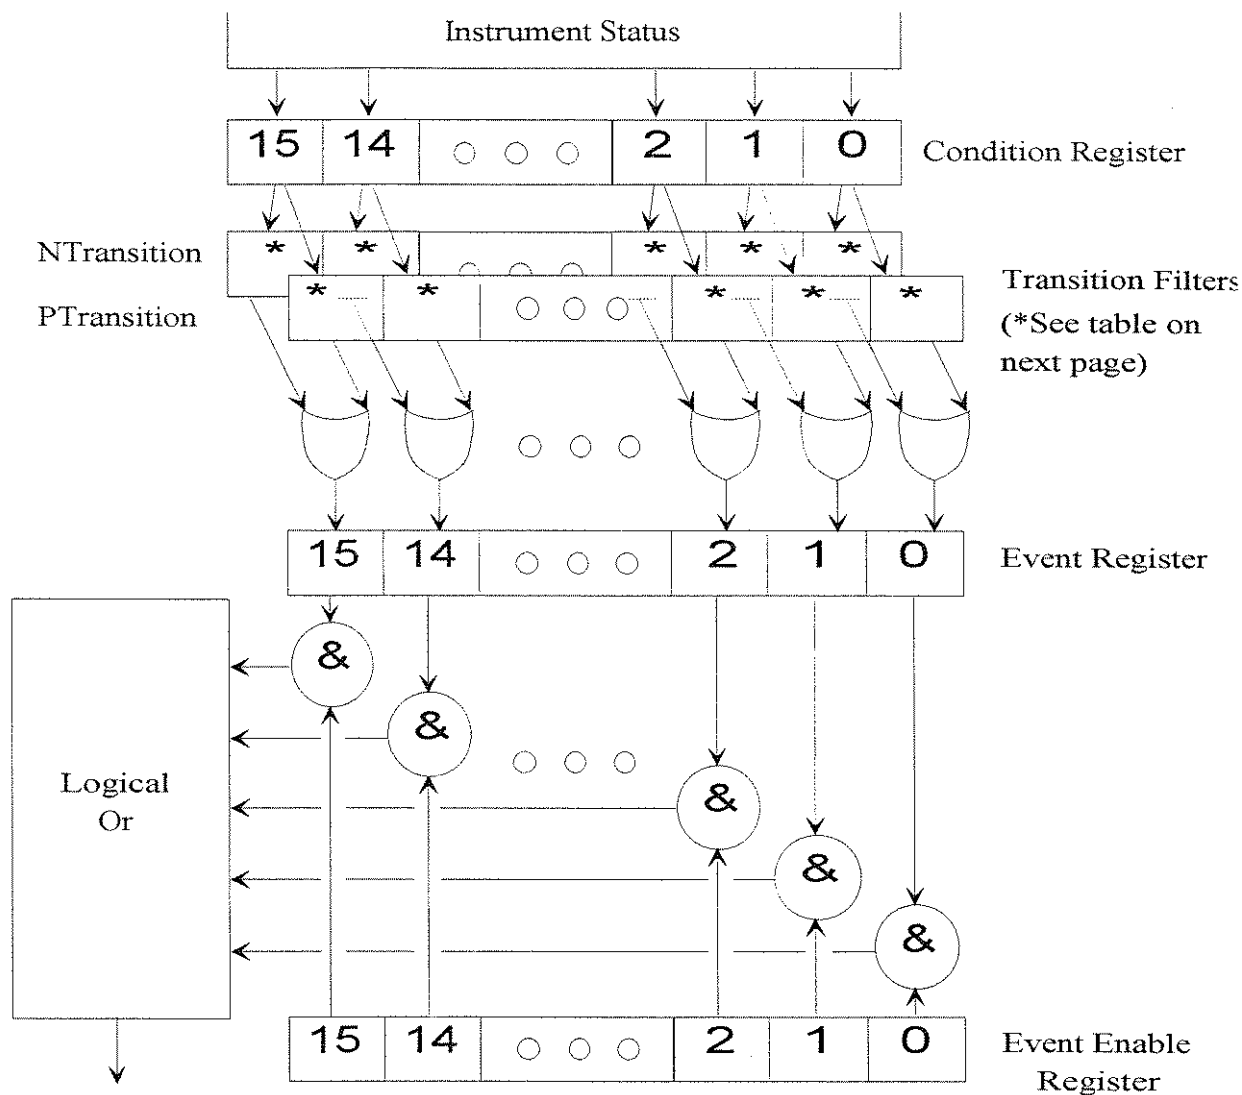 Instrument Status
15 14 2 1 0 Condition Register
NTransition * * * * *
PTransition * * * * * Transition Filters
(*See table on
next page)
15 14 2 1 0 Event Register
&
&
&
&
&
Logical
Or
15 14 2 1 0 Event Enable
Register